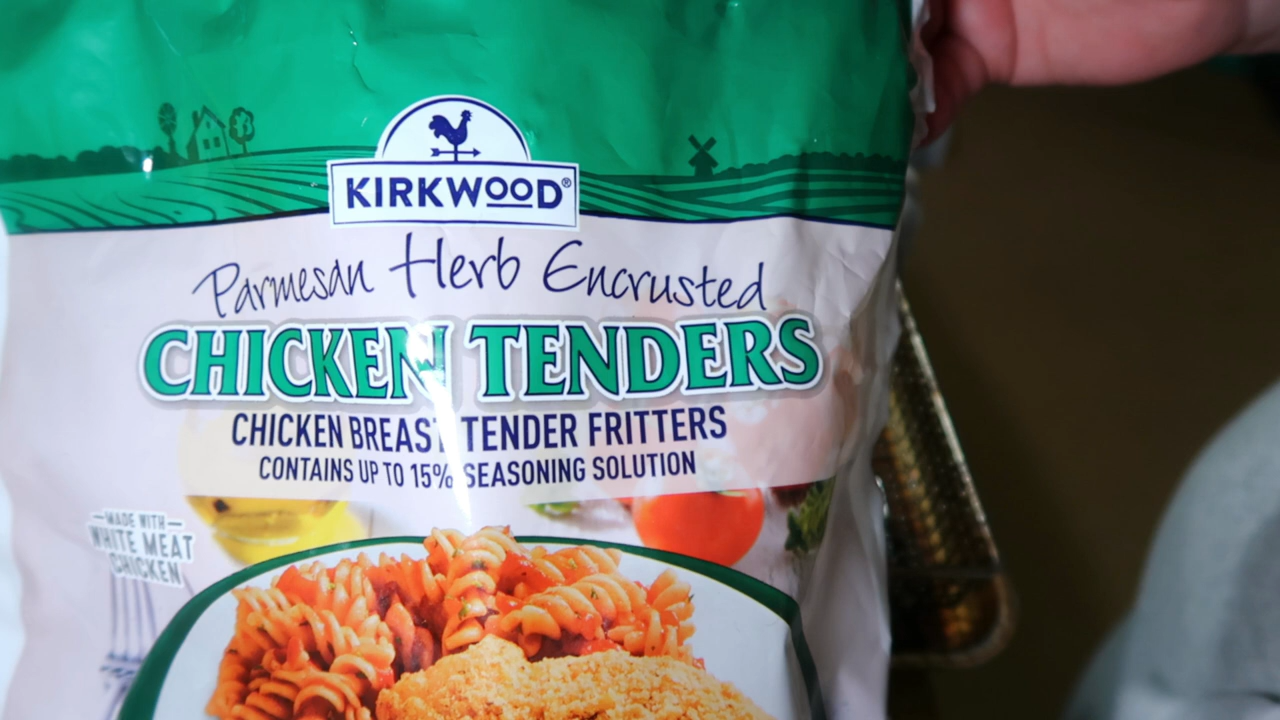 KIRKWOOD®
Parmesan Herb Encrusted
CHICKEN TENDERS
CHICKEN BREAST TENDER FRITTERS
CONTAINS UP TO 15% SEASONING SOLUTION
MADE WITH
WHITE MEAT
CHICKEN